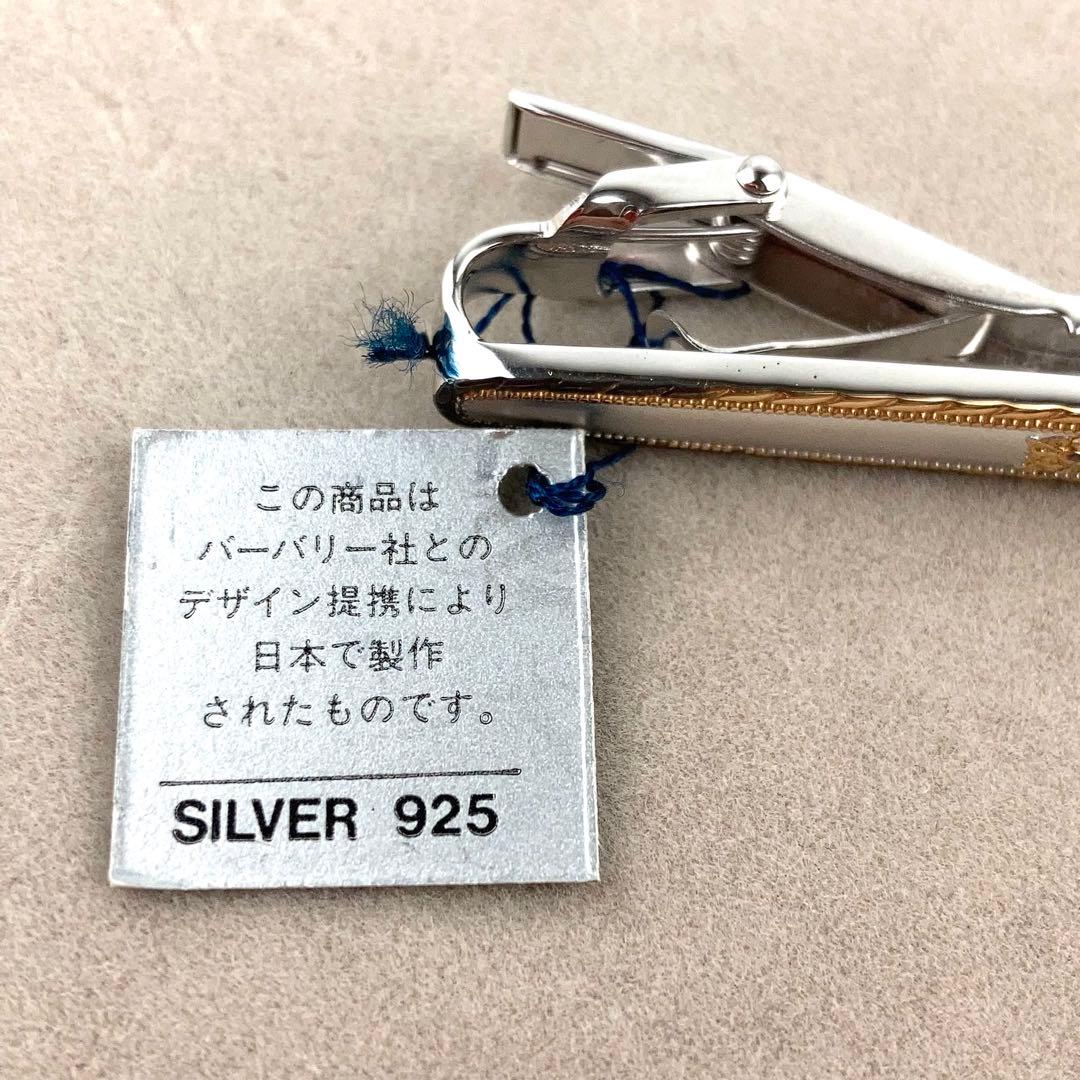 この商品は
バーバリー社との
デザイン提携により
日本で製作
されたものです。
SILVER 925